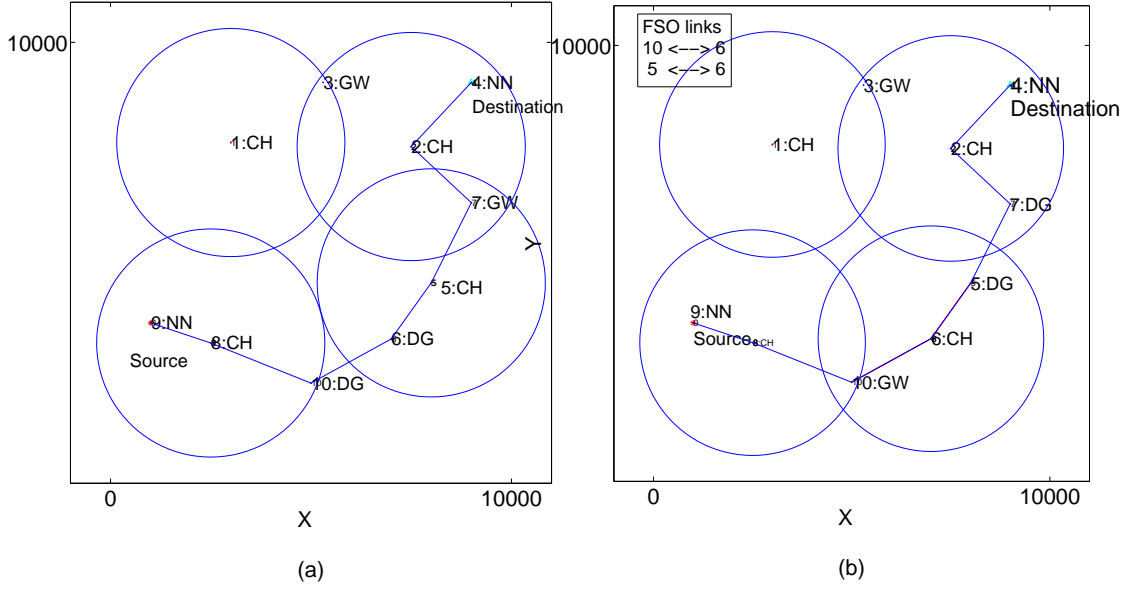 10000
3:GW
4:NN
Destination
1:CH
2:CH
7:GW
Y
5:CH
9:NN
8:CH
6:DG
Source
10:DG
0
10000
X
(a)
FSO links
10 <--> 6
5 <--> 6
10000
3:GW
4:NN
Destination
1:CH
2:CH
7:DG
5:DG
9:NN
Source
8:CH
6:CH
10:GW
0
10000
X
(b)